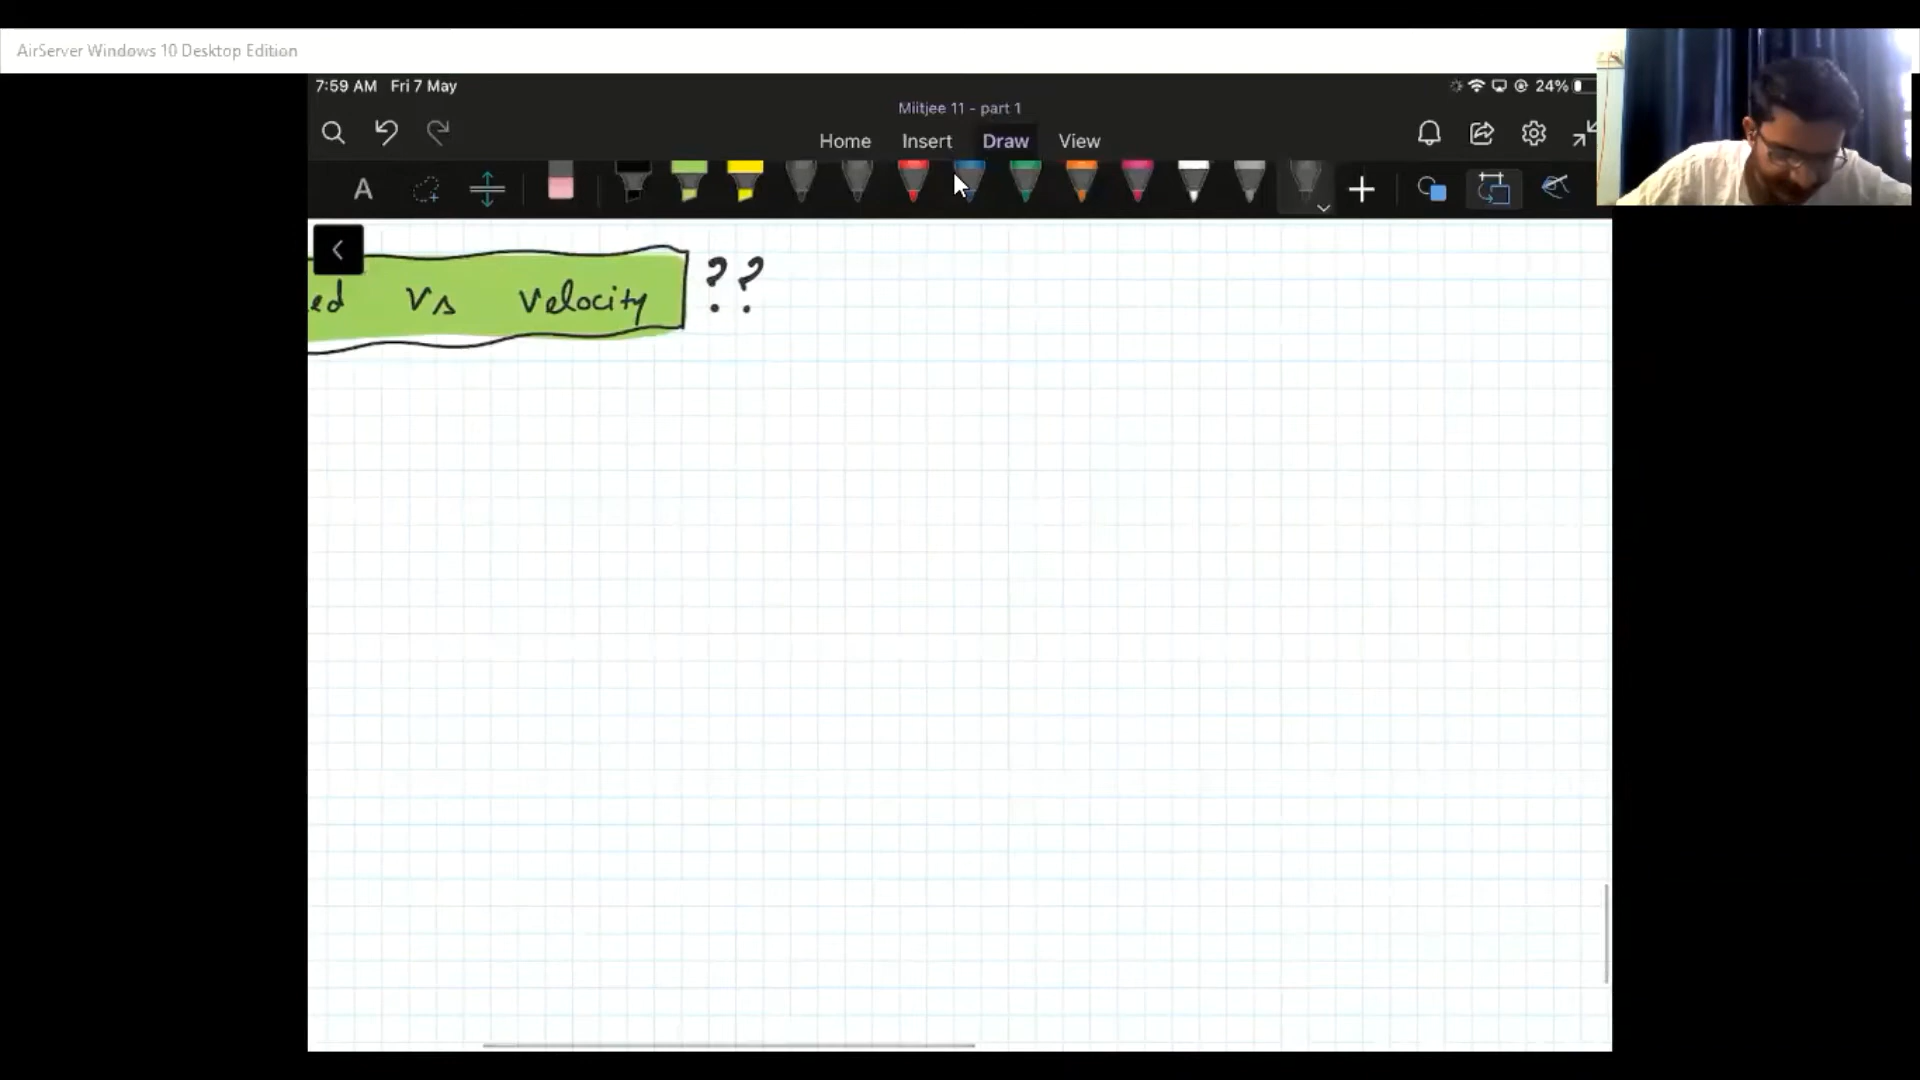 AirServer Windows 10 Desktop Edition
7:59 AM Fri 7 May
24%
Miitjee 11 - part 1
Home Insert Draw View
A
ed vs velocity ??